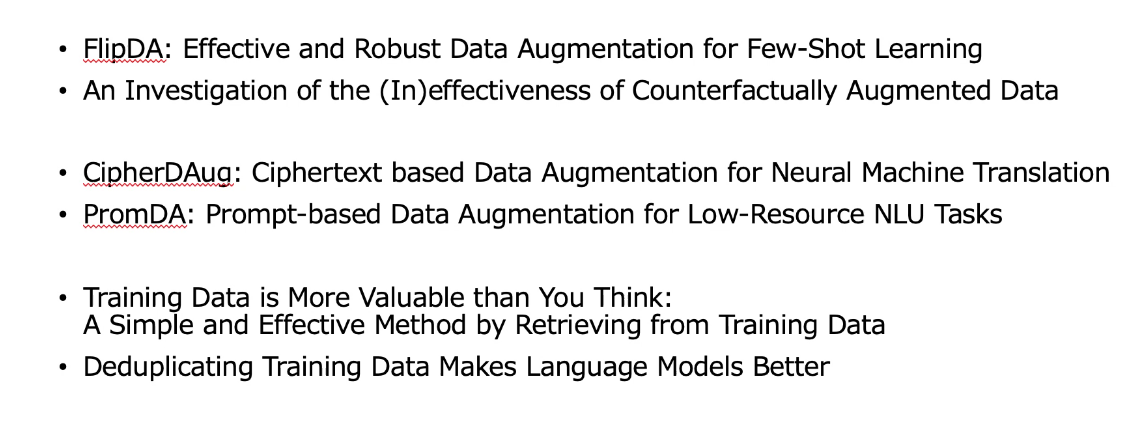 • FlipDA: Effective and Robust Data Augmentation for Few-Shot Learning
• An Investigation of the (In)effectiveness of Counterfactually Augmented Data
• CipherDAug: Ciphertext based Data Augmentation for Neural Machine Translation
• PromDA: Prompt-based Data Augmentation for Low-Resource NLU Tasks
• Training Data is More Valuable than You Think:
A Simple and Effective Method by Retrieving from Training Data
• Deduplicating Training Data Makes Language Models Better